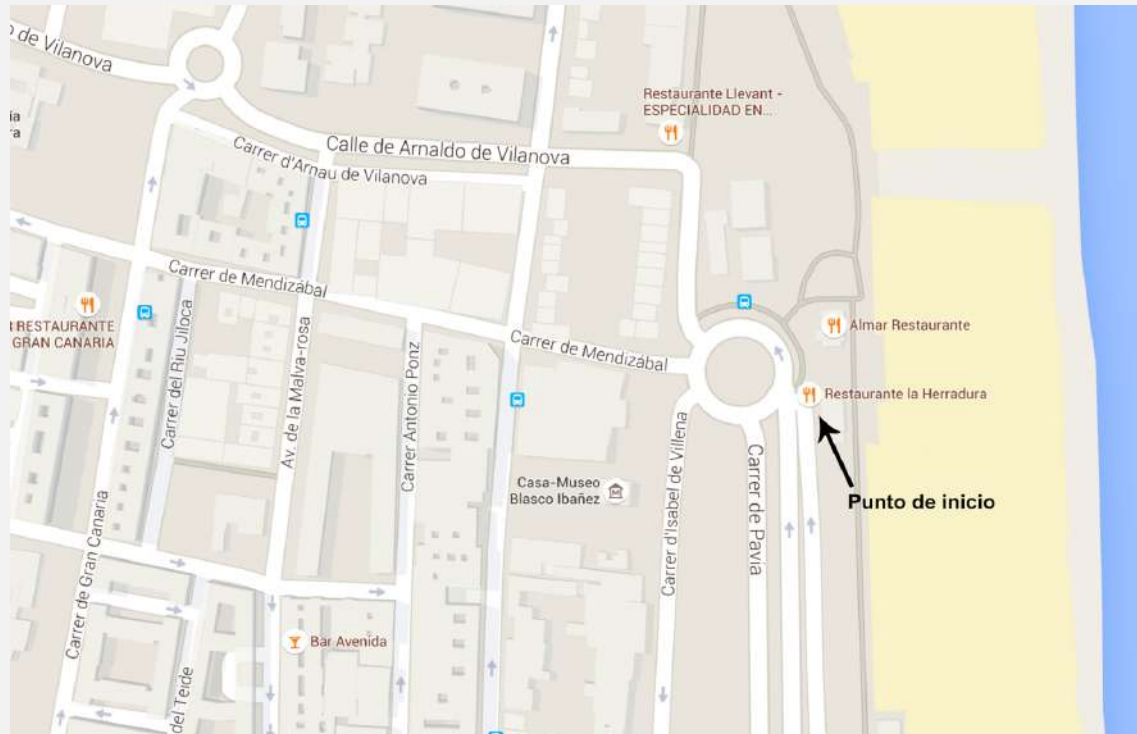 o de Vilanova
ía
ra
Restaurante Llevant -
ESPECIALIDAD EN...
Calle de Arnaldo de Vilanova
Carrer d'Arnau de Vilanova
Carrer de Mendizábal
RESTAURANTE
GRAN CANARIA
Carrer del Riu Jiloca
Av. de la Malva-rosa
Carrer Antonio Ponz
Carrer de Mendizábal
Almar Restaurante
Restaurante la Herradura
Punto de inicio
Casa-Museo
Blasco Ibañez
Carrer d'Isabel de Villena
Carrer de Pavia
Carrer de Gran Canaria
Bar Avenida
del Teide